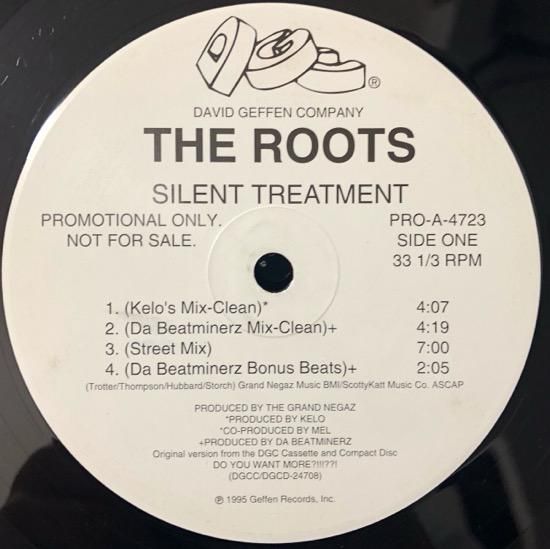 DGC®
DAVID GEFFEN COMPANY
THE ROOTS
SILENT TREATMENT
PROMOTIONAL ONLY. PRO-A-4723
NOT FOR SALE. SIDE ONE
33 1/3 RPM
1. (Kelo's Mix-Clean)* 4:07
2. (Da Beatminerz Mix-Clean)+ 4:19
3. (Street Mix) 7:00
4. (Da Beatminerz Bonus Beats)+ 2:05
(Trotter/Thompson/Hubbard/Storch) Grand Negaz Music BMI/ScottyKatt Music Co. ASCAP
PRODUCED BY THE GRAND NEGAZ
*PRODUCED BY KELO
*CO-PRODUCED BY MEL
+PRODUCED BY DA BEATMINERZ
Original version from the DGC Cassette and Compact Disc
DO YOU WANT MORE?!!!??!
(DGCC/DGCD-24708)
℗ 1995 Geffen Records, Inc.